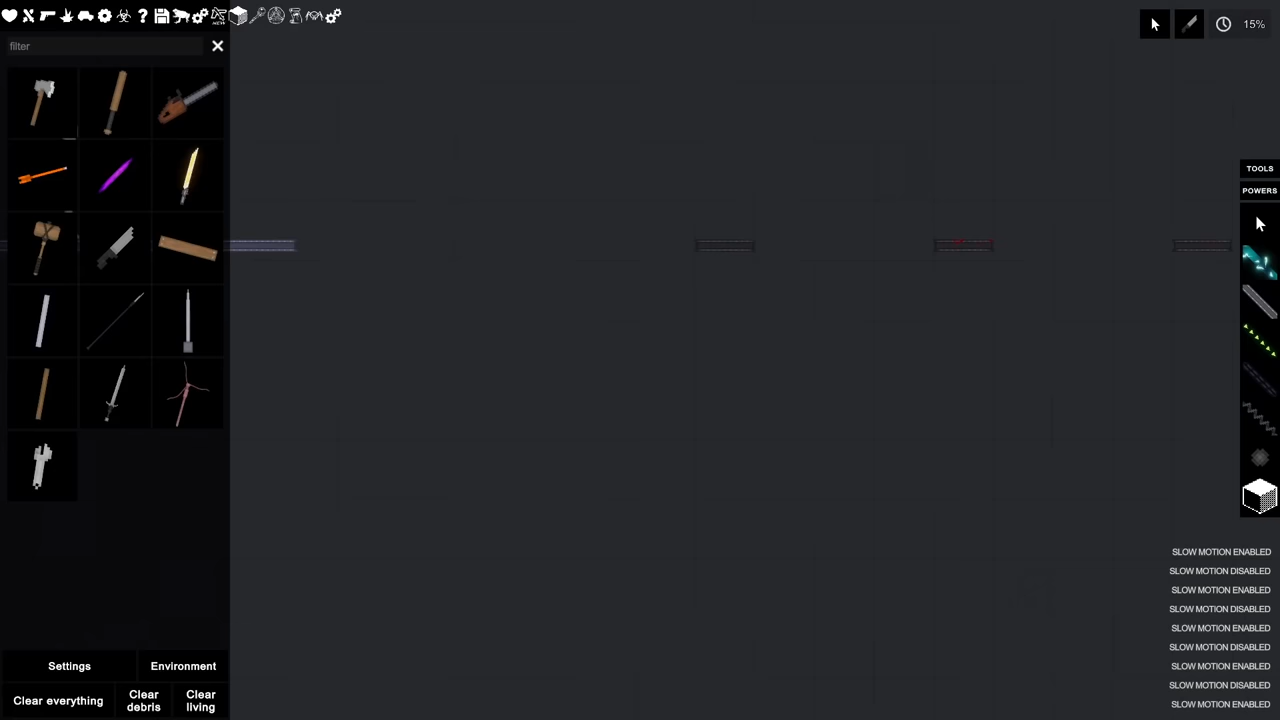 15%
filter
TOOLS
POWERS
SLOW MOTION ENABLED
SLOW MOTION DISABLED
SLOW MOTION ENABLED
SLOW MOTION DISABLED
SLOW MOTION ENABLED
SLOW MOTION DISABLED
SLOW MOTION ENABLED
SLOW MOTION DISABLED
SLOW MOTION ENABLED
Settings
Environment
Clear everything
Clear debris
Clear living